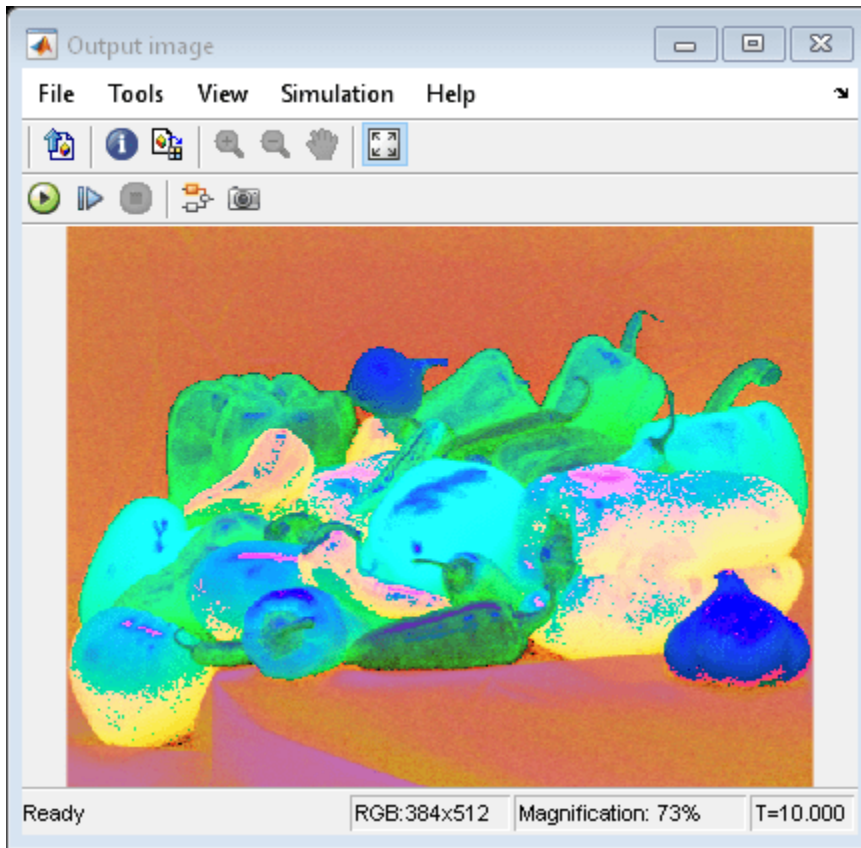 Output image
File Tools View Simulation Help
Ready RGB:384x512 Magnification: 73% T=10.000